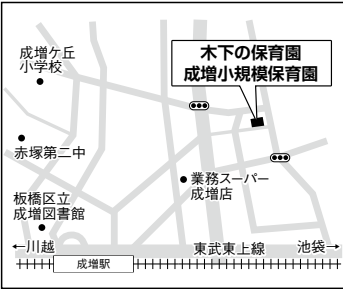 成増ケ丘
小学校
木下の保育園
成増小規模保育園
赤塚第二中
業務スーパー
成増店
板橋区立
成増図書館
←川越
東武東上線
池袋→
成増駅